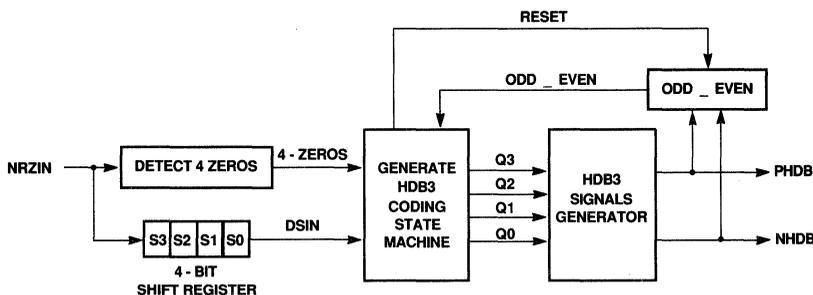 RESET
ODD _ EVEN
ODD _ EVEN
NRZIN
DETECT 4 ZEROS
4 - ZEROS
GENERATE
HDB3
CODING
STATE
MACHINE
Q3
Q2
Q1
Q0
HDB3
SIGNALS
GENERATOR
PHDB
NHDB
S3 S2 S1 S0
DSIN
4 - BIT
SHIFT REGISTER